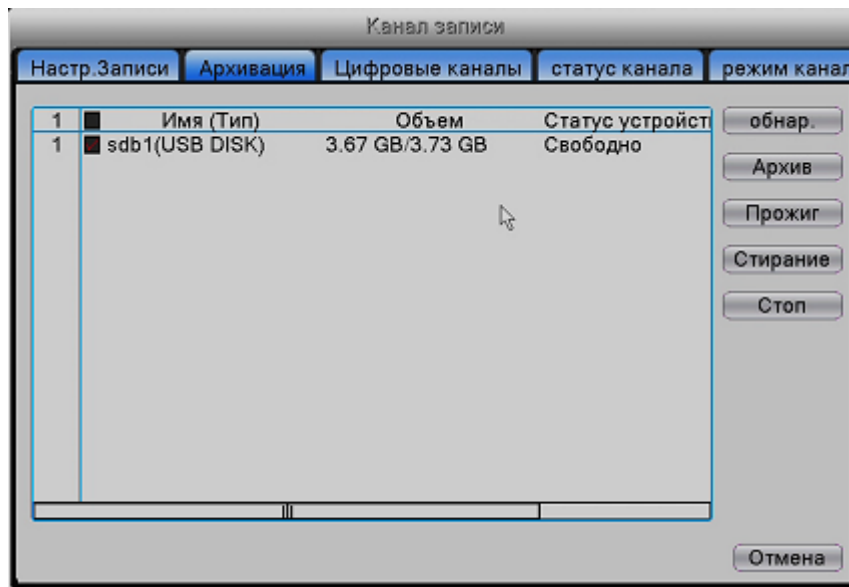 Канал записи
Настр.Записи Архивация Цифровые каналы статус канала режим канал
1 Имя (Тип) Объем Статус устройст обнар.
1 sdb1(USB DISK) 3.67 GB/3.73 GB Свободно
Архив
Прожиг
Стирание
Стоп
Отмена